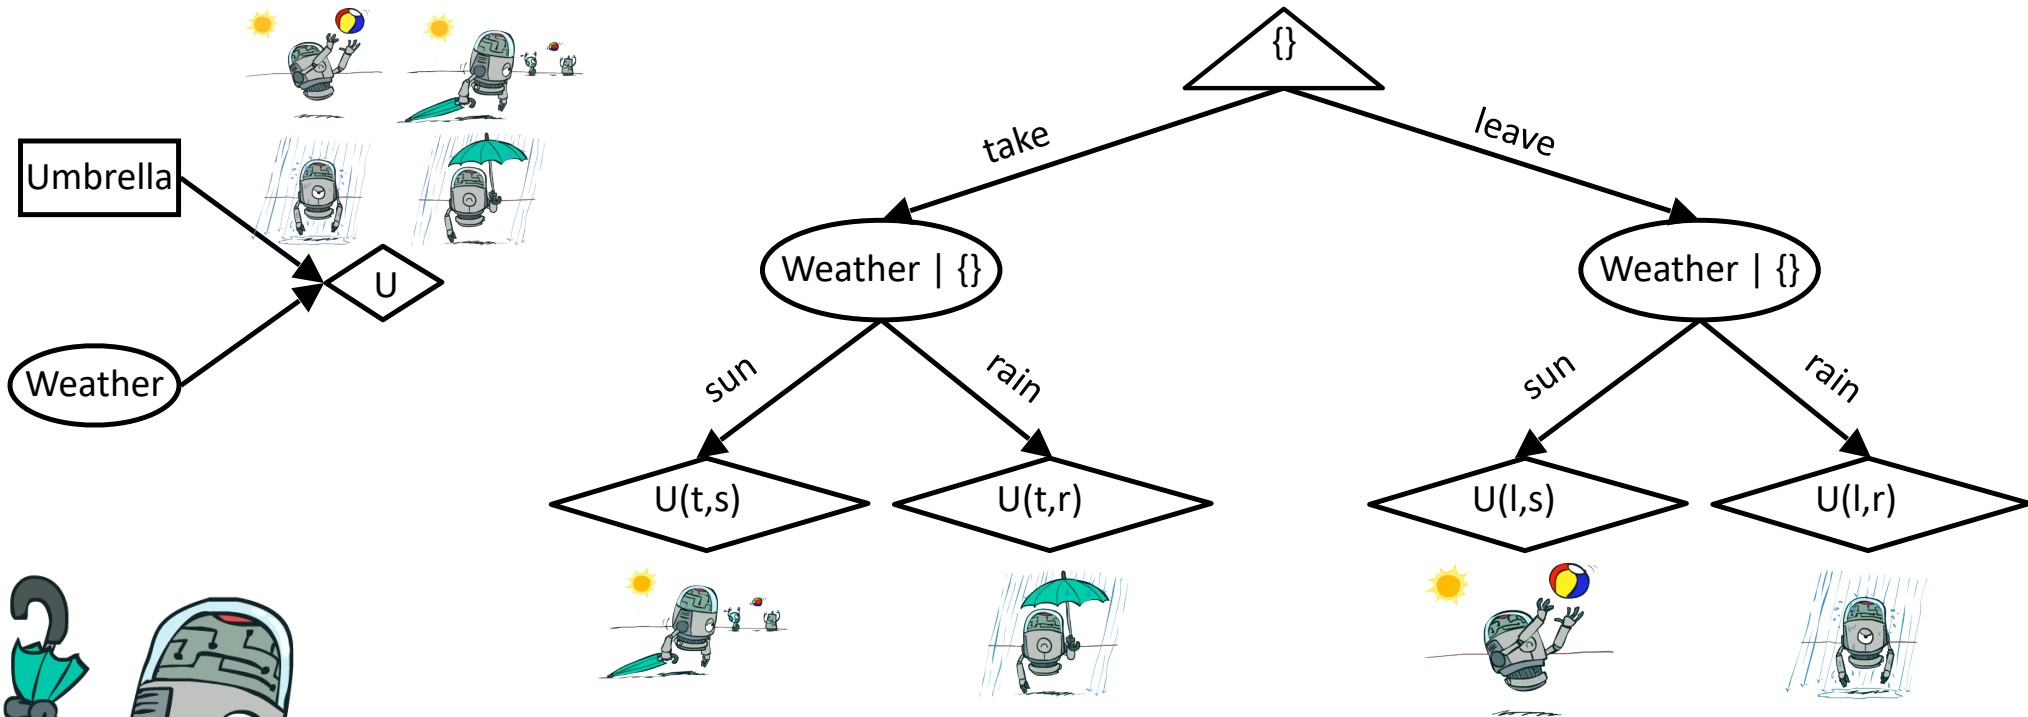 Umbrella
U
Weather
{}
take
leave
Weather | {}
Weather | {}
sun
rain
sun
rain
U(t,s)
U(t,r)
U(l,s)
U(l,r)